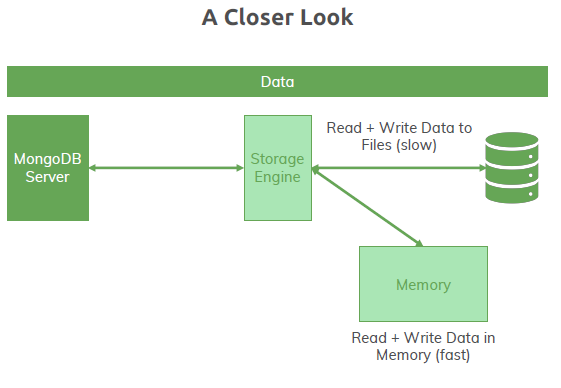 A Closer Look
Data
MongoDB
Server
Storage
Engine
Read + Write Data to
Files (slow)
Memory
Read + Write Data in
Memory (fast)